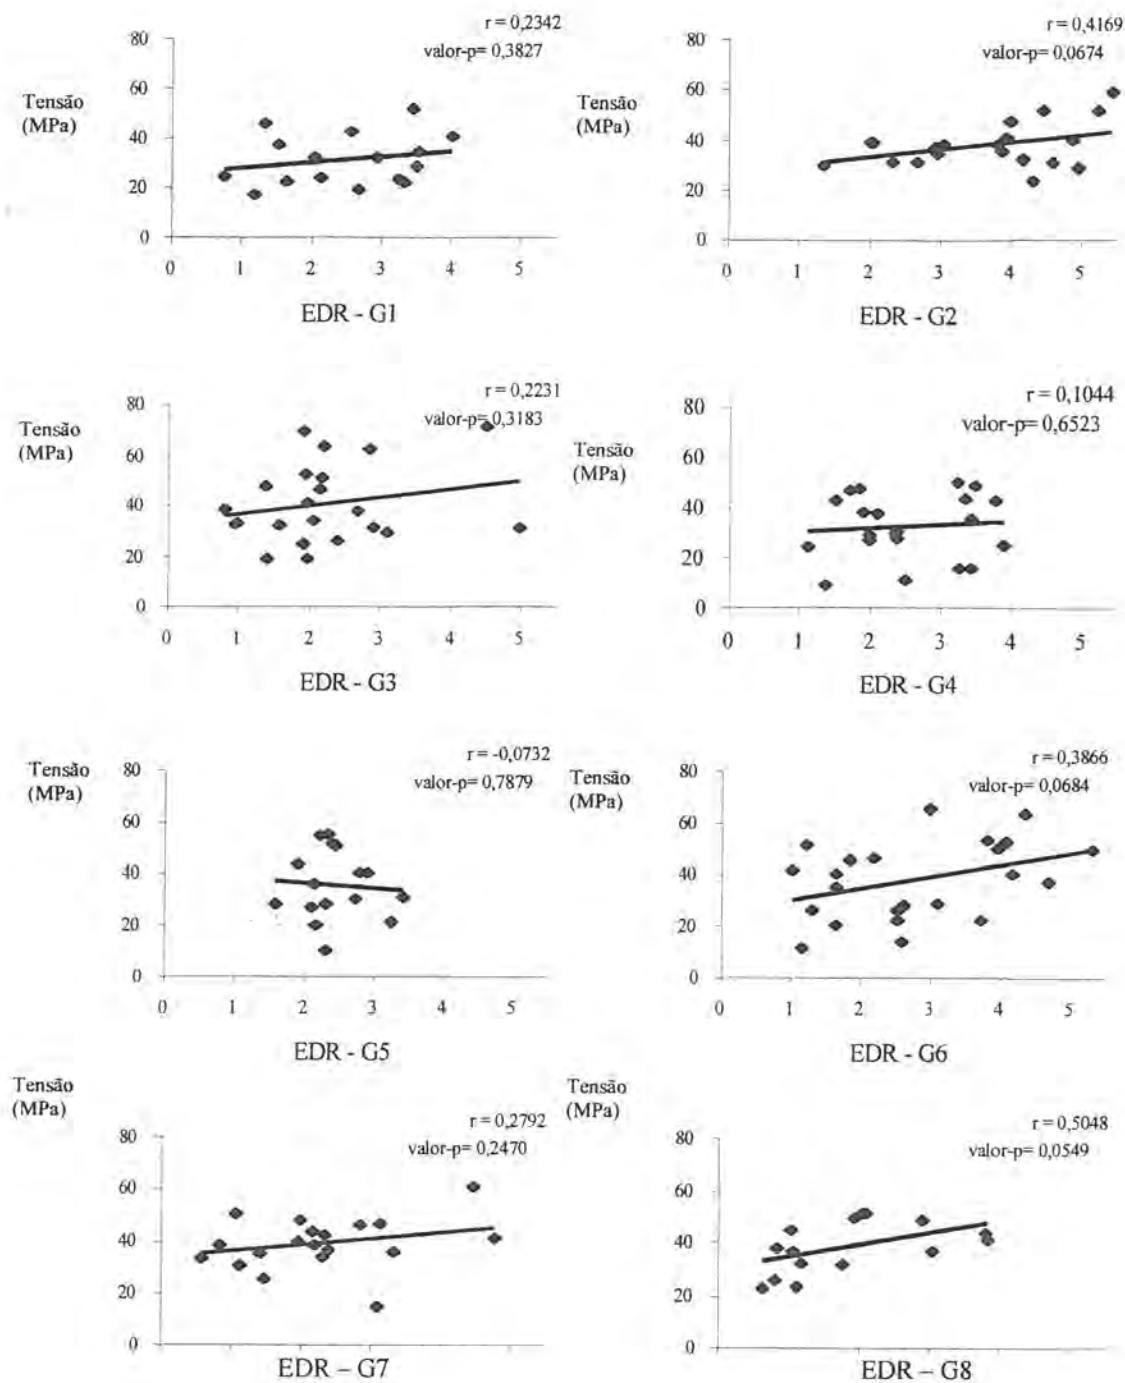 r = 0,2342
valor-p= 0,3827
Tensão
(MPa)
80
60
40
20
0
0 1 2 3 4 5
EDR - G1
r = 0,4169
valor-p= 0,0674
Tensão
(MPa)
80
60
40
20
0
0 1 2 3 4 5
EDR - G2
r = 0,2231
valor-p= 0,3183
Tensão
(MPa)
80
60
40
20
0
0 1 2 3 4 5
EDR - G3
r = 0,1044
valor-p= 0,6523
Tensão
(MPa)
80
60
40
20
0
0 1 2 3 4 5
EDR - G4
r = -0,0732
valor-p= 0,7879
Tensão
(MPa)
80
60
40
20
0
0 1 2 3 4 5
EDR - G5
r = 0,3866
valor-p= 0,0684
Tensão
(MPa)
80
60
40
20
0
0 1 2 3 4 5
EDR - G6
Tensão
(MPa)
r = 0,2792
valor-p= 0,2470
80
60
40
20
0
EDR – G7
Tensão
(MPa)
r = 0,5048
valor-p= 0,0549
80
60
40
20
0
EDR – G8